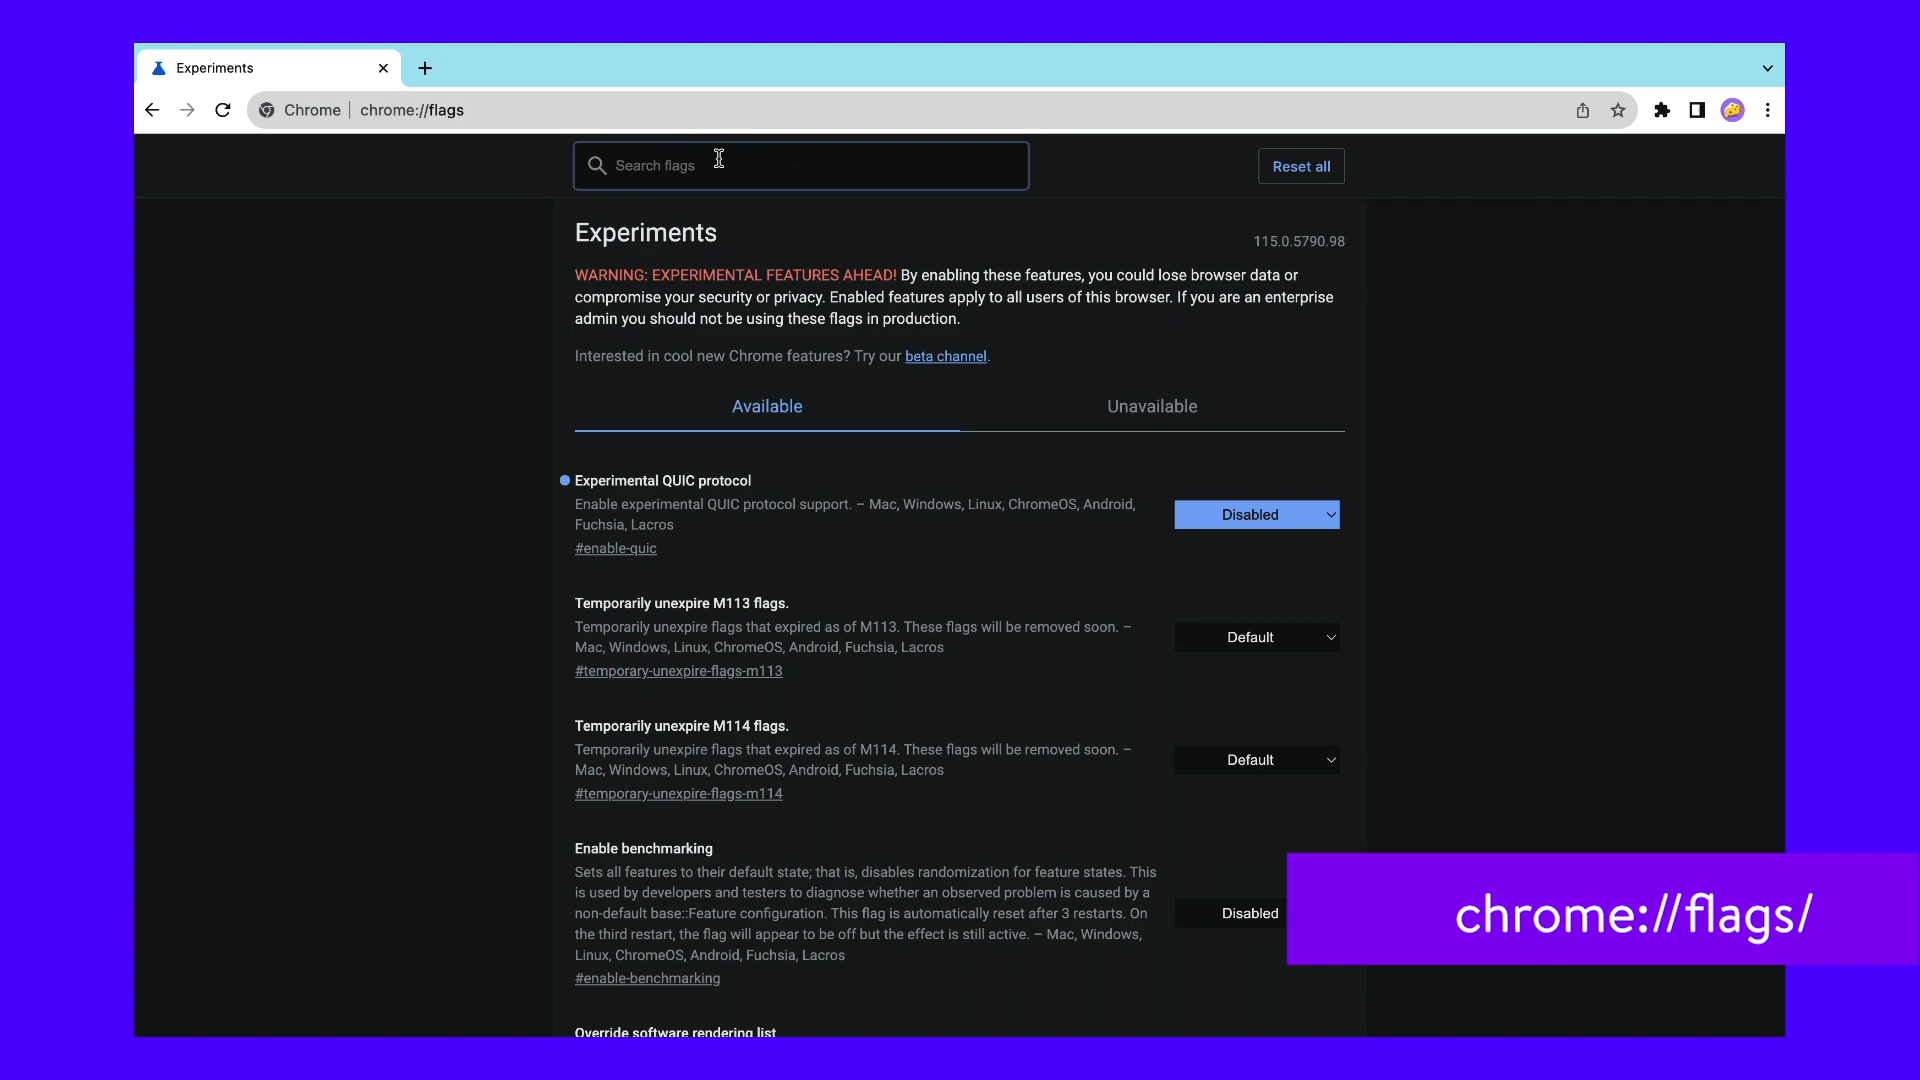 Experiments
Chrome | chrome://flags
Search flags
Reset all
Experiments
115.0.5790.98
WARNING: EXPERIMENTAL FEATURES AHEAD! By enabling these features, you could lose browser data or
compromise your security or privacy. Enabled features apply to all users of this browser. If you are an enterprise
admin you should not be using these flags in production.
Interested in cool new Chrome features? Try our beta channel.
Available
Unavailable
Experimental QUIC protocol
Enable experimental QUIC protocol support. – Mac, Windows, Linux, ChromeOS, Android,
Fuchsia, Lacros
#enable-quic
Disabled
Temporarily unexpire M113 flags.
Temporarily unexpire flags that expired as of M113. These flags will be removed soon. –
Mac, Windows, Linux, ChromeOS, Android, Fuchsia, Lacros
#temporary-unexpire-flags-m113
Default
Temporarily unexpire M114 flags.
Temporarily unexpire flags that expired as of M114. These flags will be removed soon. –
Mac, Windows, Linux, ChromeOS, Android, Fuchsia, Lacros
#temporary-unexpire-flags-m114
Default
Enable benchmarking
Sets all features to their default state; that is, disables randomization for feature states. This
is used by developers and testers to diagnose whether an observed problem is caused by a
non-default base::Feature configuration. This flag is automatically reset after 3 restarts. On
the third restart, the flag will appear to be off but the effect is still active. – Mac, Windows,
Linux, ChromeOS, Android, Fuchsia, Lacros
#enable-benchmarking
Disabled
chrome://flags/
Override software rendering list